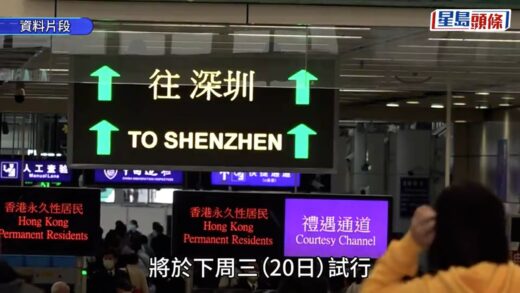 資料片段
星島頭條
往 深圳
TO SHENZHEN
人工查驗
Manual Lane
香港永久性居民
Hong Kong
Permanent Residents
香港永久性居民
Hong Kong
Permanent Residents
禮遇通道
Courtesy Channel
將於下周三(20日)試行